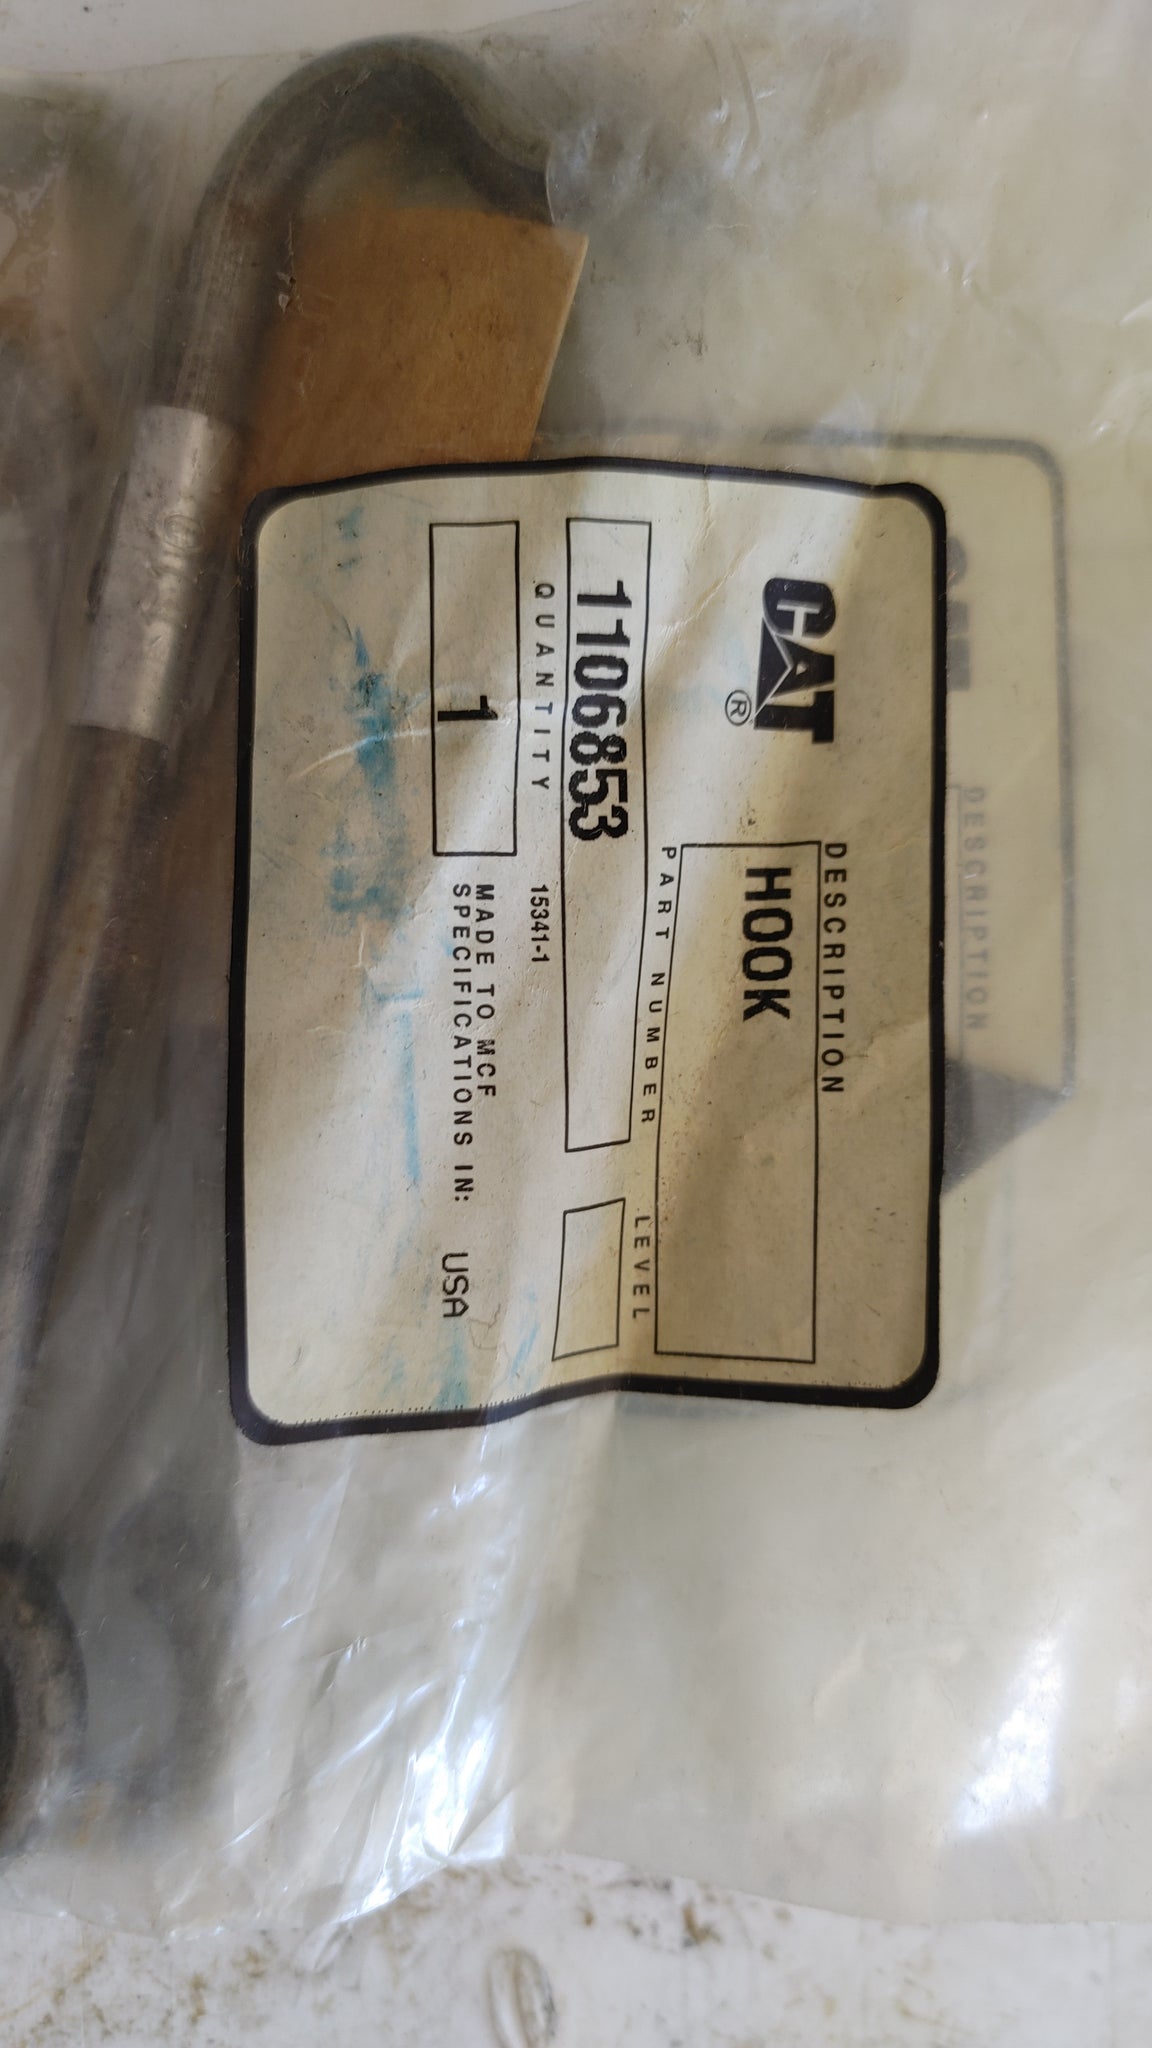 CAT®
DESCRIPTION
HOOK
PART NUMBER
LEVEL
1106853
QUANTITY
15341-1
1
MADE TO MCF
SPECIFICATIONS IN: USA
DESCRIPTION